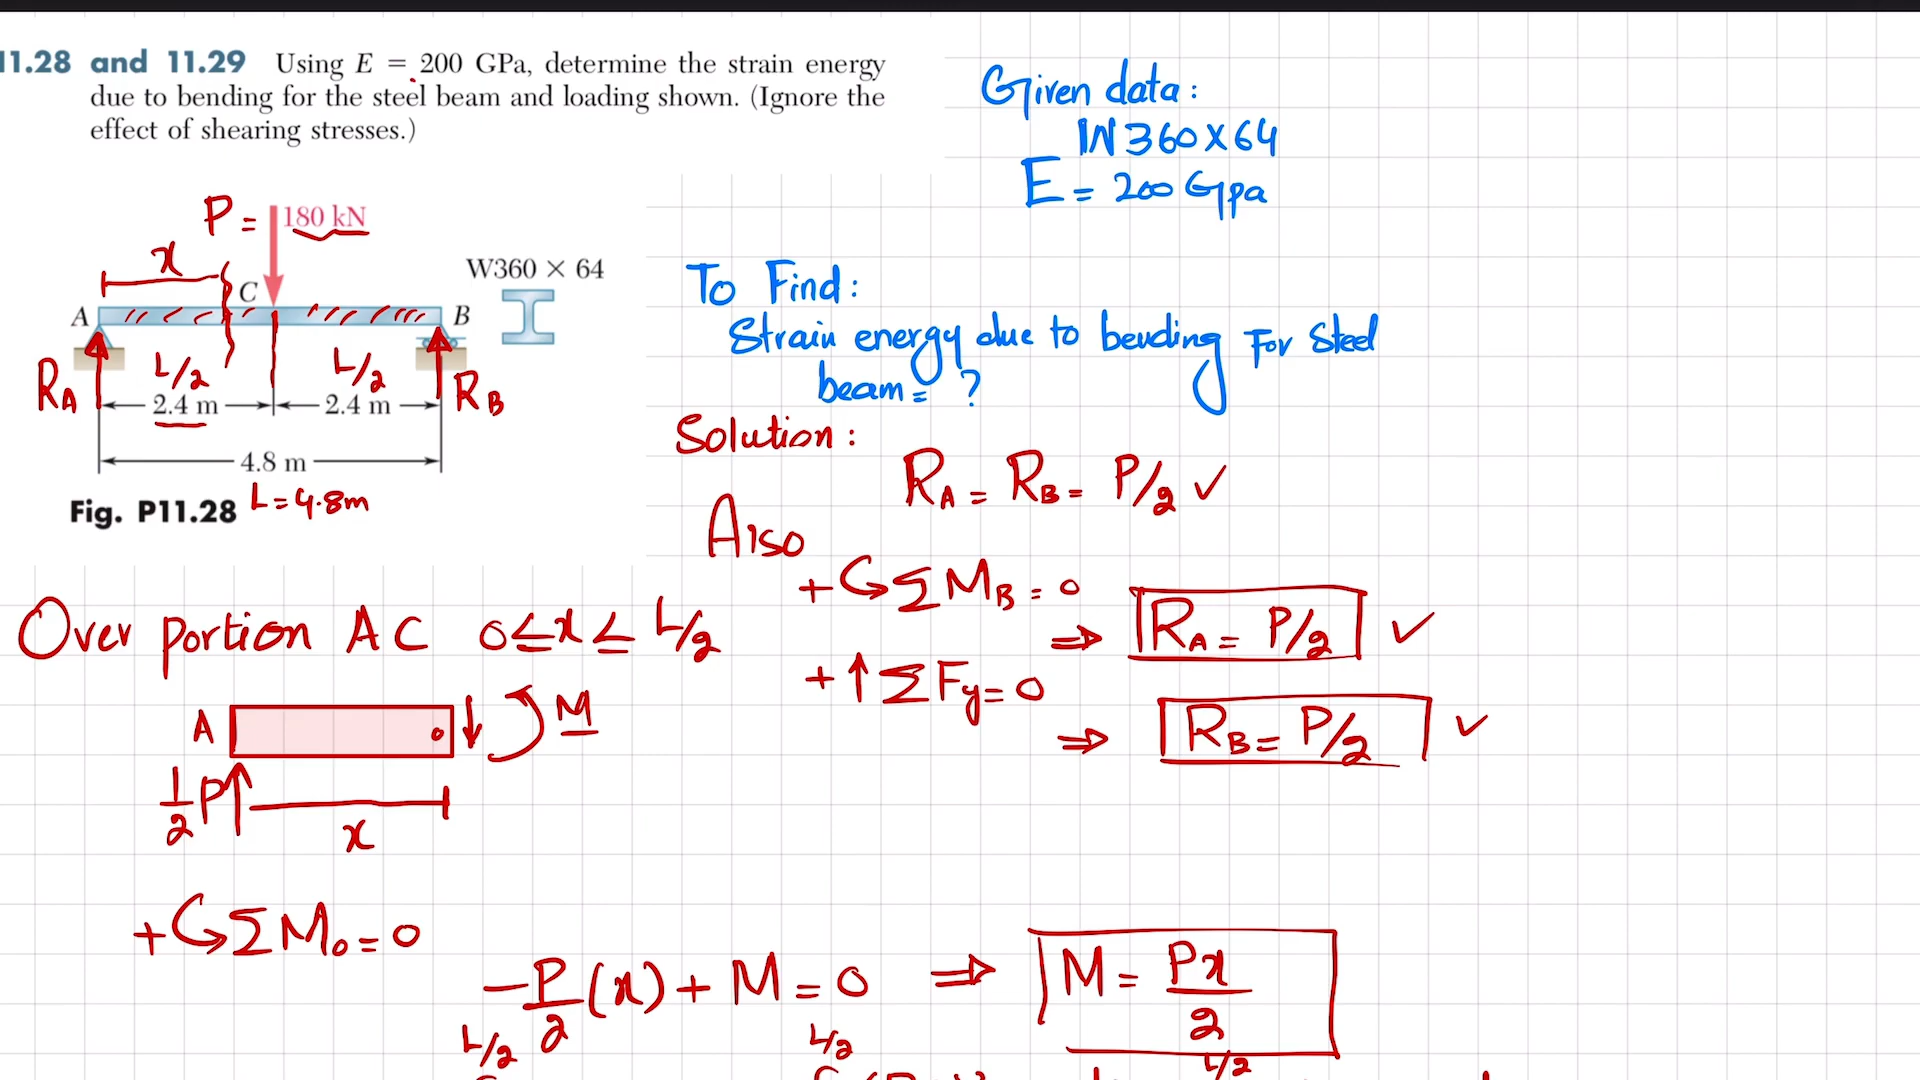 11.28 and 11.29 Using E = 200 GPa, determine the strain energy
due to bending for the steel beam and loading shown. (Ignore the
effect of shearing stresses.)
Given data:
W360X64
E = 200 Gpa
P = 180 kN
x
W360 × 64
A
C
B
RA
L/2
L/2
RB
2.4 m
2.4 m
4.8 m
Fig. P11.28 L = 4.8m
To Find:
Strain energy due to bending For Steel
beam = ?
Solution:
RA = RB = P/2 ✓
Also
+ ΣMB = 0
⇒ RA = P/2 ✓
+↑ΣFy = 0
⇒ RB = P/2 ✓
Over portion AC 0≤x≤L/2
A
o
↓
M
1/2 P
x
+ ΣMo = 0
-P/2 (x) + M = 0 ⇒ M = Px/2
L/2
L/2
L/2